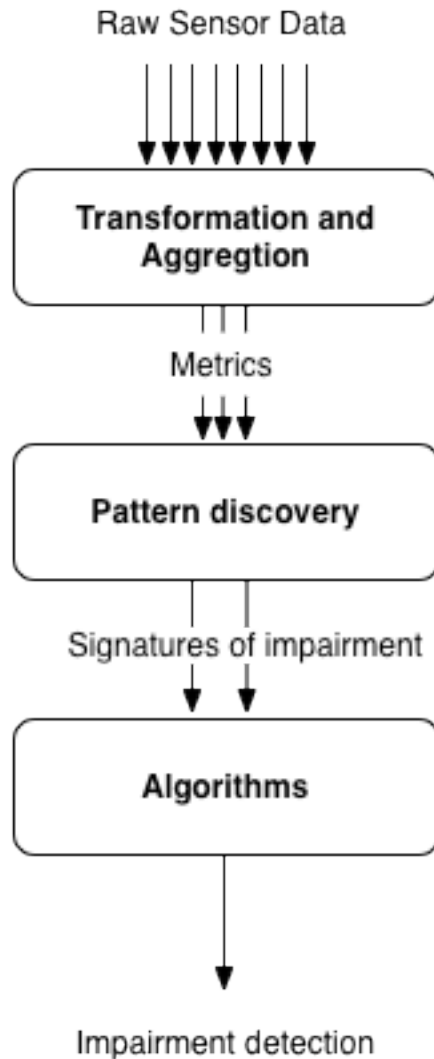 Raw Sensor Data
Transformation and
Aggregtion
Metrics
Pattern discovery
Signatures of impairment
Algorithms
Impairment detection